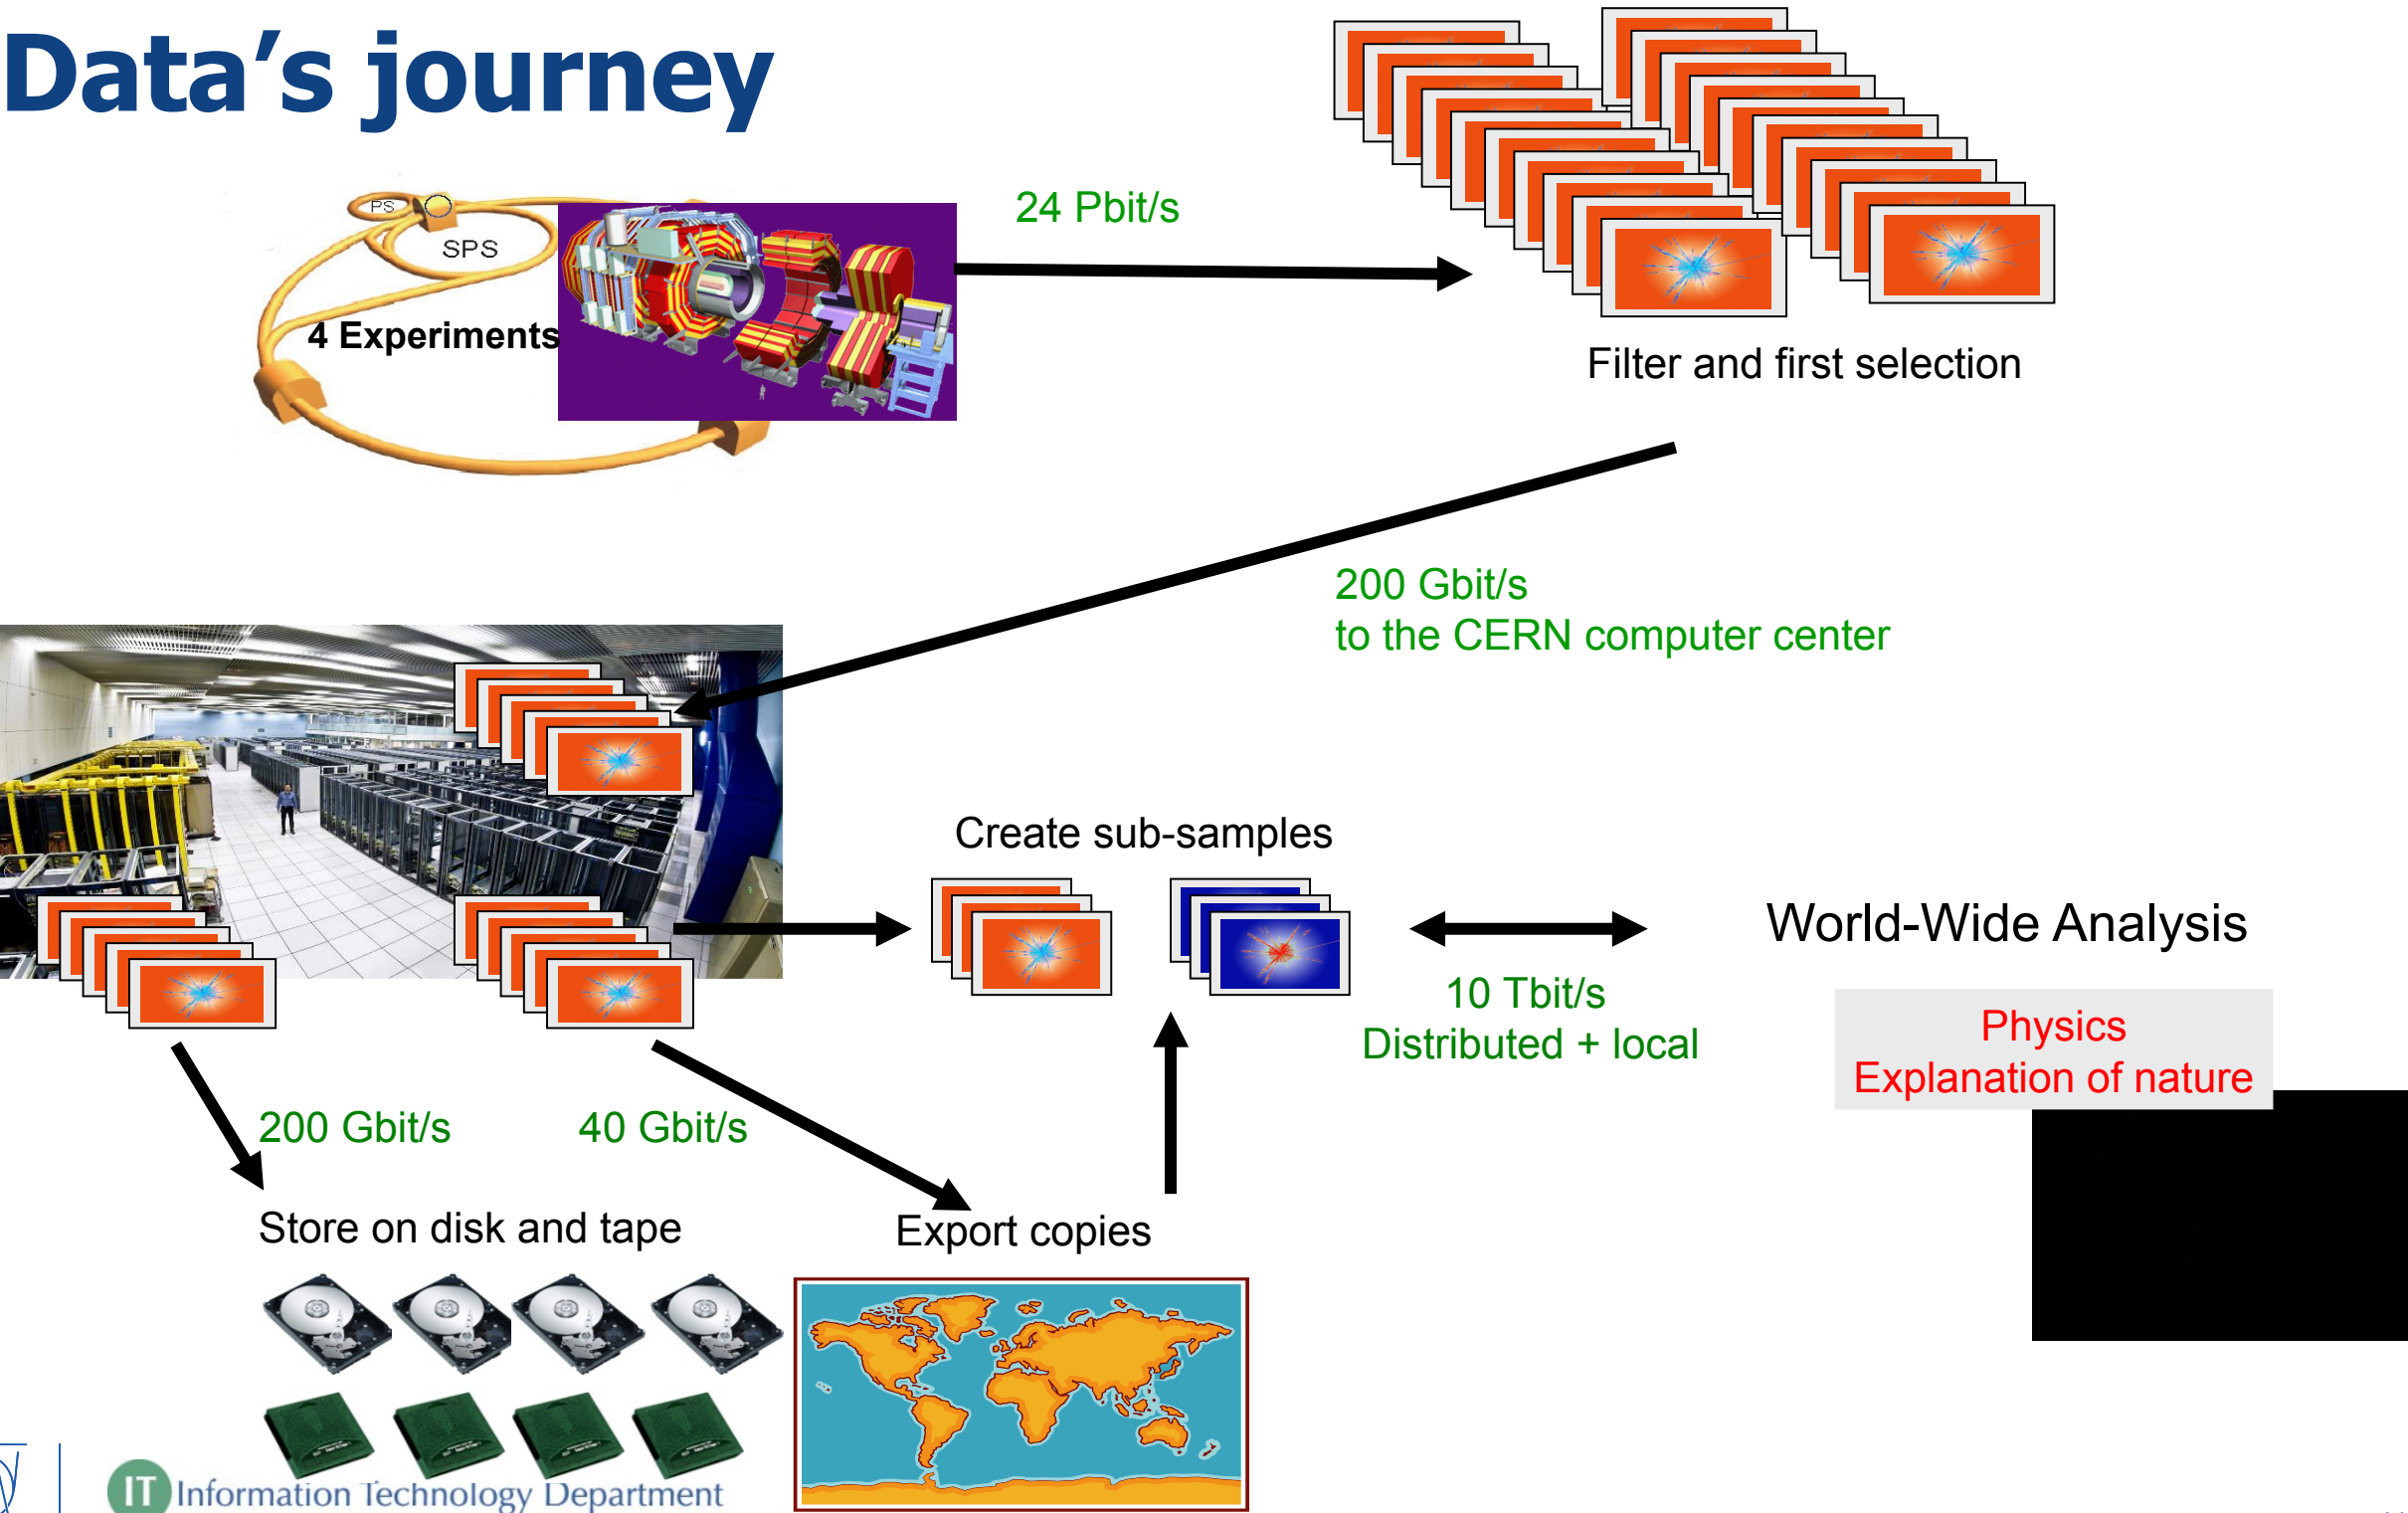 Data’s journey
PS
SPS
4 Experiments
24 Pbit/s
Filter and first selection
200 Gbit/s
to the CERN computer center
Create sub-samples
World-Wide Analysis
10 Tbit/s
Distributed + local
Physics
Explanation of nature
200 Gbit/s
40 Gbit/s
Store on disk and tape
Export copies
IT Information Technology Department